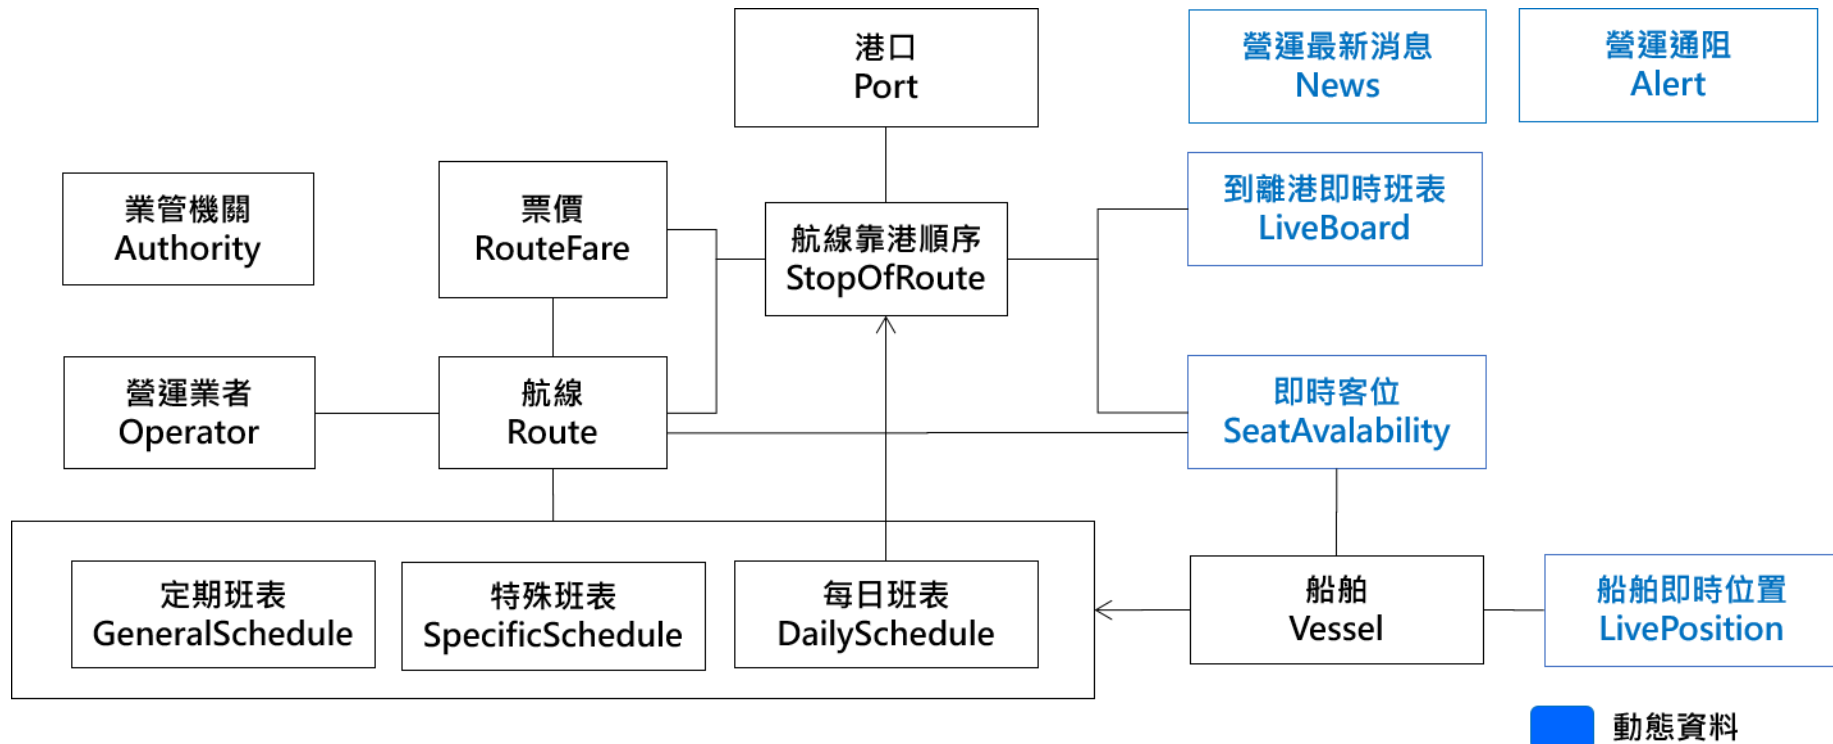 港口
Port
營運最新消息
News
營運通阻
Alert
業管機關
Authority
票價
RouteFare
航線靠港順序
StopOfRoute
到離港即時班表
LiveBoard
營運業者
Operator
航線
Route
即時客位
SeatAvalability
定期班表
GeneralSchedule
特殊班表
SpecificSchedule
每日班表
DailySchedule
船舶
Vessel
船舶即時位置
LivePosition
動態資料